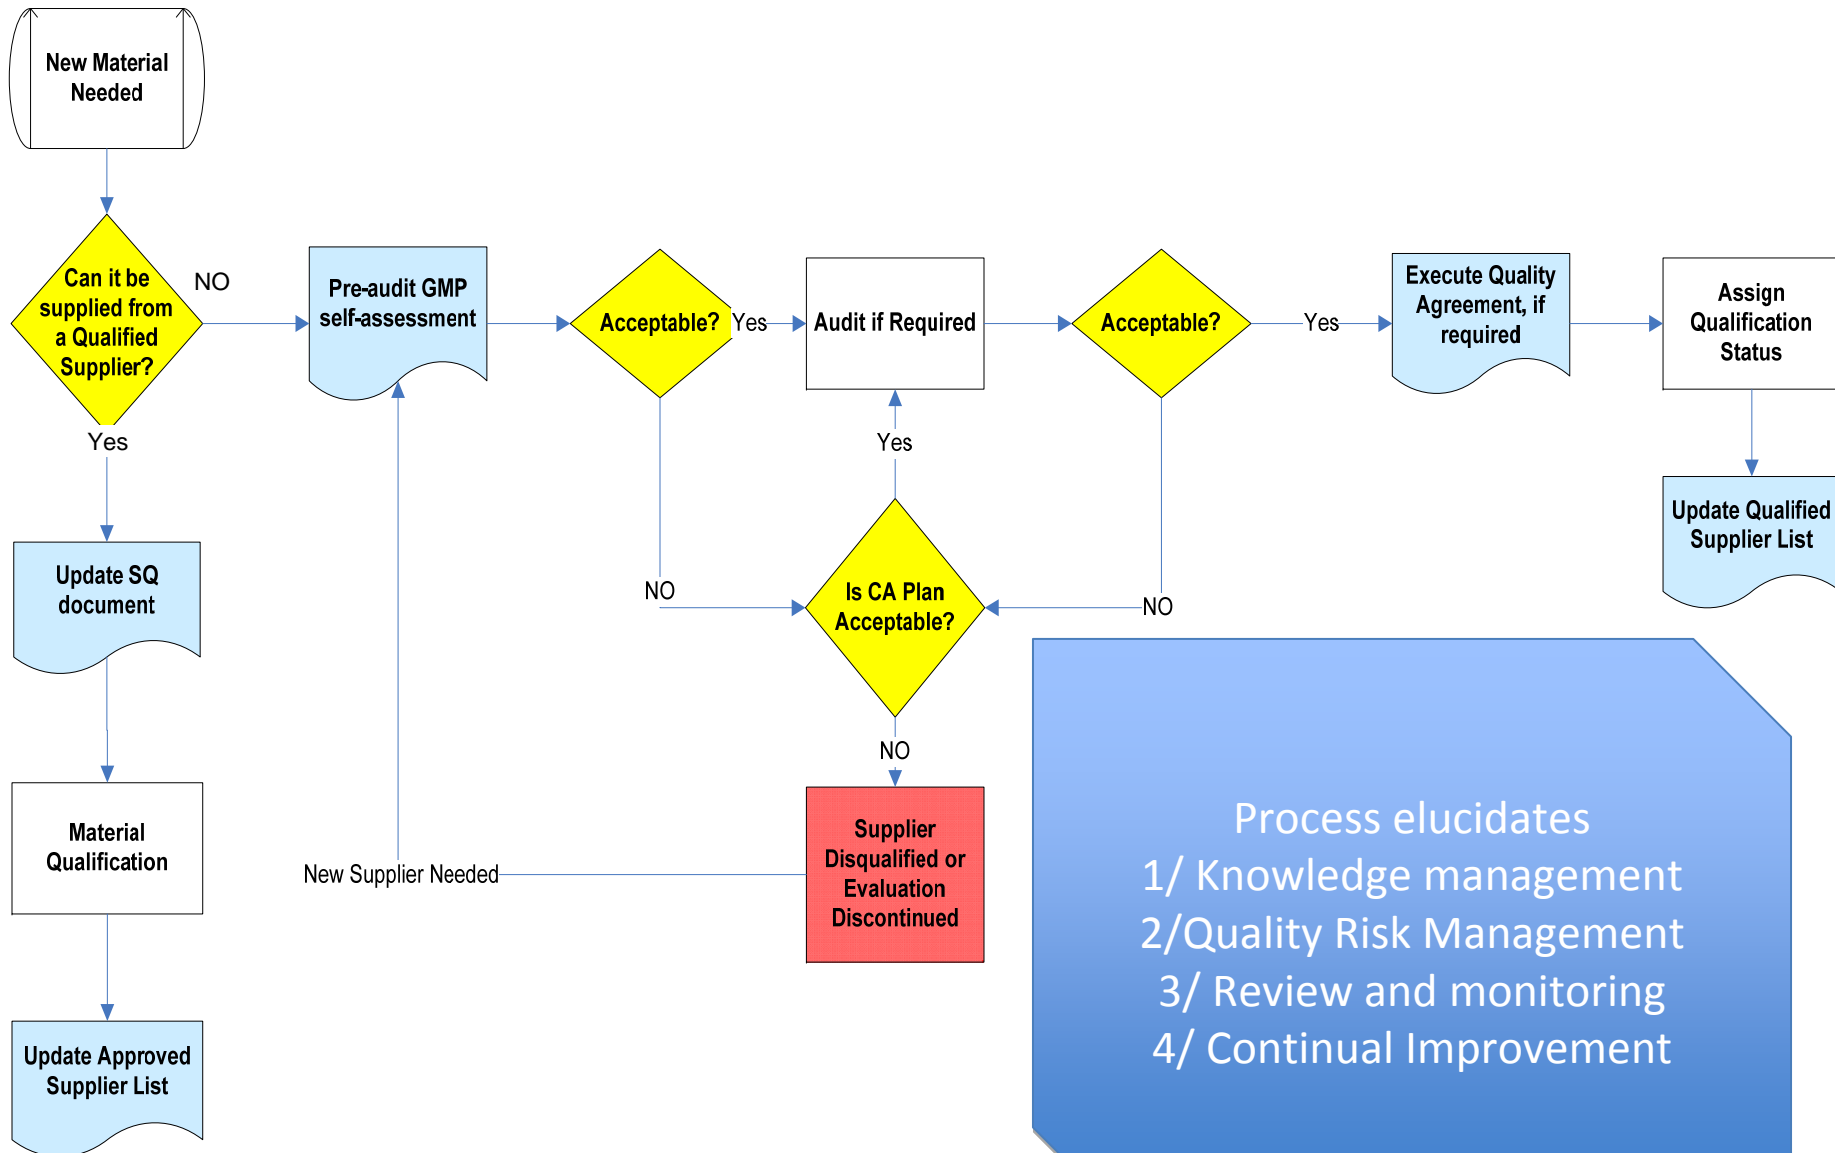 New Material
Needed
Can it be
supplied from
a Qualified
Supplier?
NO
Pre-audit GMP
self-assessment
Acceptable?
Yes
Audit if Required
Acceptable?
Yes
Execute Quality
Agreement, if
required
Assign
Qualification
Status
Yes
Yes
Update Qualified
Supplier List
Update SQ
document
NO
Is CA Plan
Acceptable?
NO
NO
Material
Qualification
New Supplier Needed
Supplier
Disqualified or
Evaluation
Discontinued
Update Approved
Supplier List
Process elucidates
1/ Knowledge management
2/Quality Risk Management
3/ Review and monitoring
4/ Continual Improvement